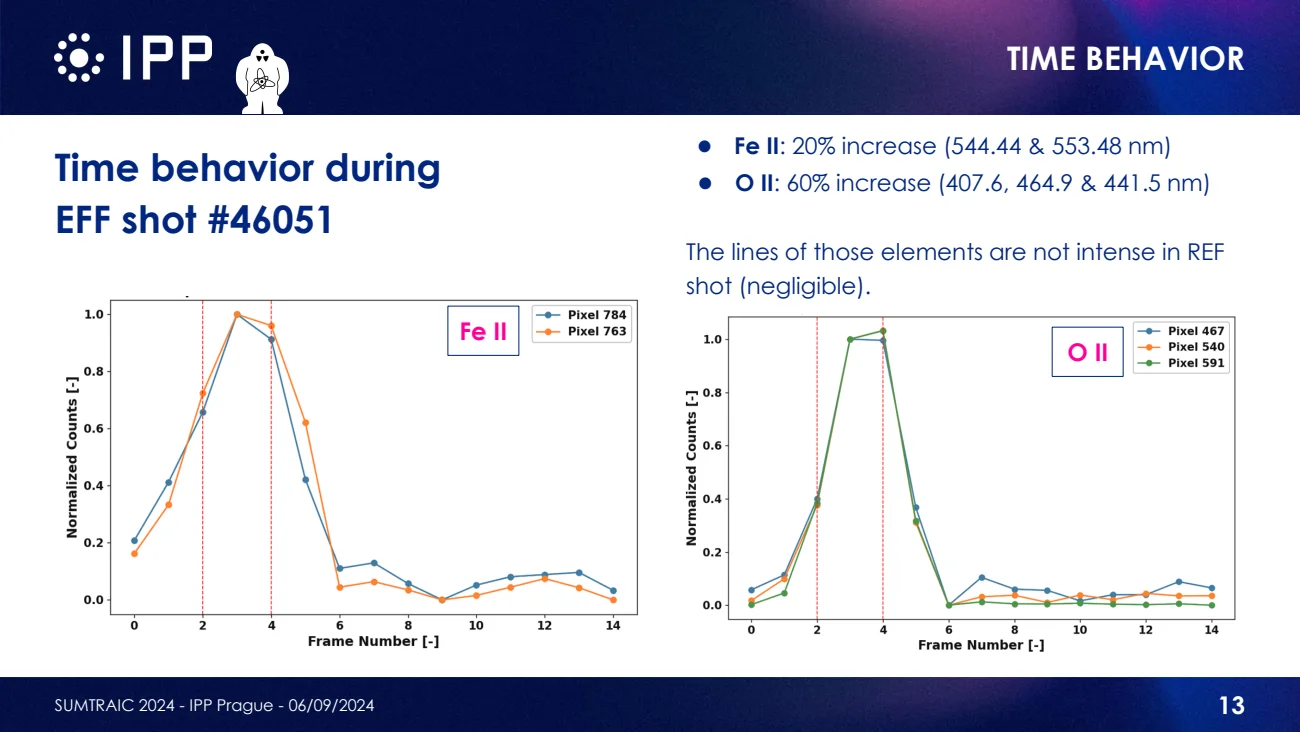 IPP
TIME BEHAVIOR
Time behavior during
EFF shot #46051
● Fe II: 20% increase (544.44 & 553.48 nm)
● O II: 60% increase (407.6, 464.9 & 441.5 nm)
The lines of those elements are not intense in REF
shot (negligible).
Fe II
Pixel 784
Pixel 763
Normalized Counts [-]
1.0
0.8
0.6
0.4
0.2
0.0
0 2 4 6 8 10 12 14
Frame Number [-]
O II
Pixel 467
Pixel 540
Pixel 591
Normalized Counts [-]
1.0
0.8
0.6
0.4
0.2
0.0
0 2 4 6 8 10 12 14
Frame Number [-]
SUMTRAIC 2024 - IPP Prague - 06/09/2024
13